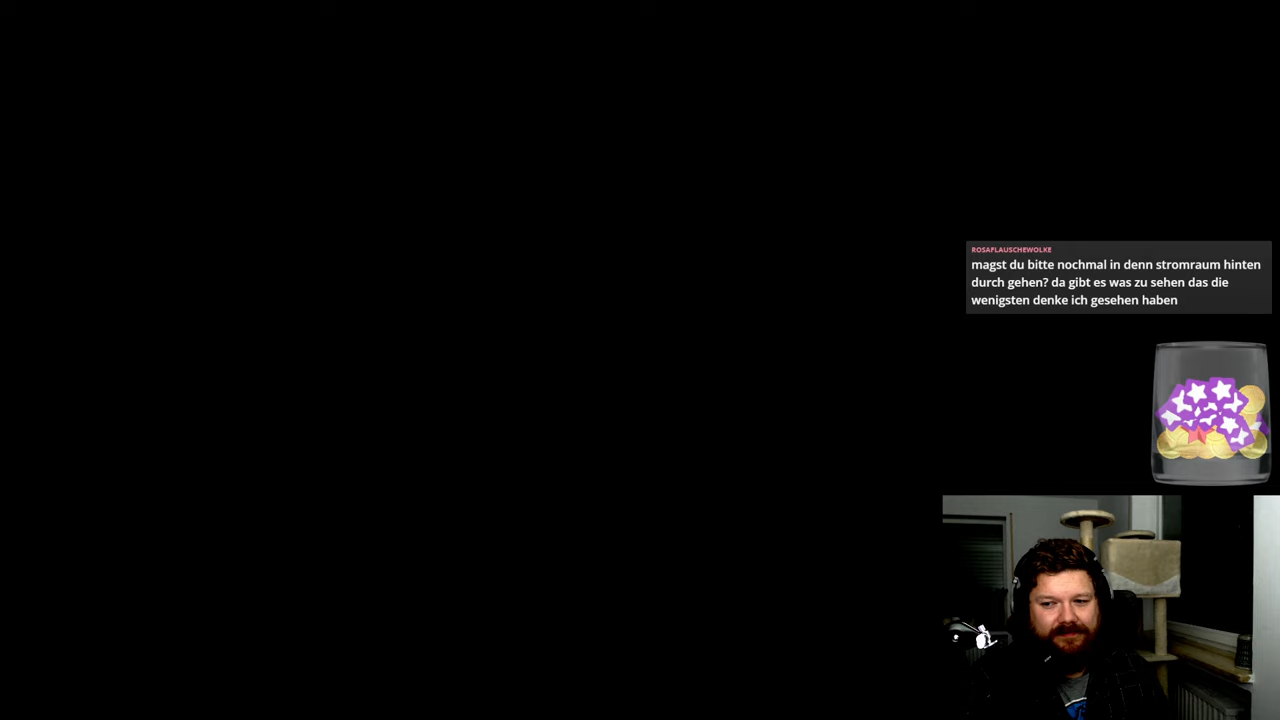 ROSAFLAUSCHEWOLKE
magst du bitte nochmal in denn stromraum hinten
durch gehen? da gibt es was zu sehen das die
wenigsten denke ich gesehen haben